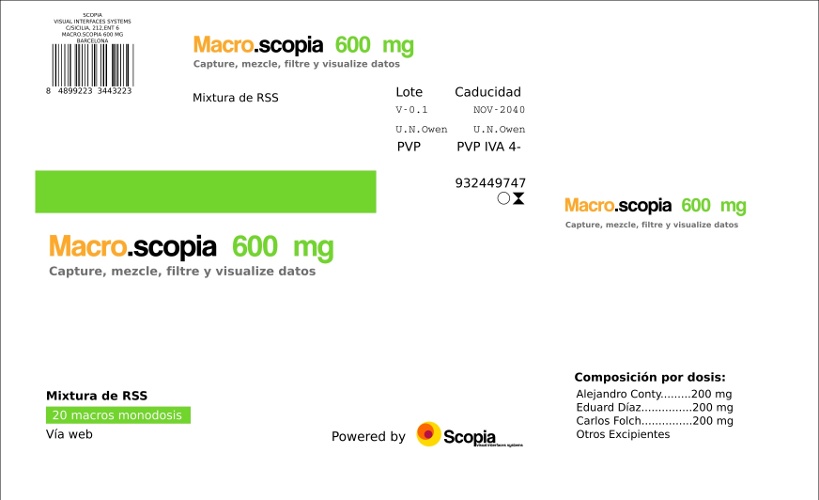 SCOPIA
VISUAL INTERFACES SYSTEMS
C/SICILIA, 212,ENT 6
MACRO.SCOPIA 600 MG
BARCELONA
8 4899223 3443223
Macro.scopia 600 mg
Capture, mezcle, filtre y visualize datos
Mixtura de RSS
Lote Caducidad
V-0.1 NOV-2040
U.N.Owen U.N.Owen
PVP PVP IVA 4-
932449747
Macro.scopia 600 mg
Capture, mezcle, filtre y visualize datos
Macro.scopia 600 mg
Capture, mezcle, filtre y visualize datos
Mixtura de RSS
20 macros monodosis
Vía web
Powered by Scopia
visual interfaces systems
Composición por dosis:
Alejandro Conty........200 mg
Eduard Díaz...............200 mg
Carlos Folch...............200 mg
Otros Excipientes